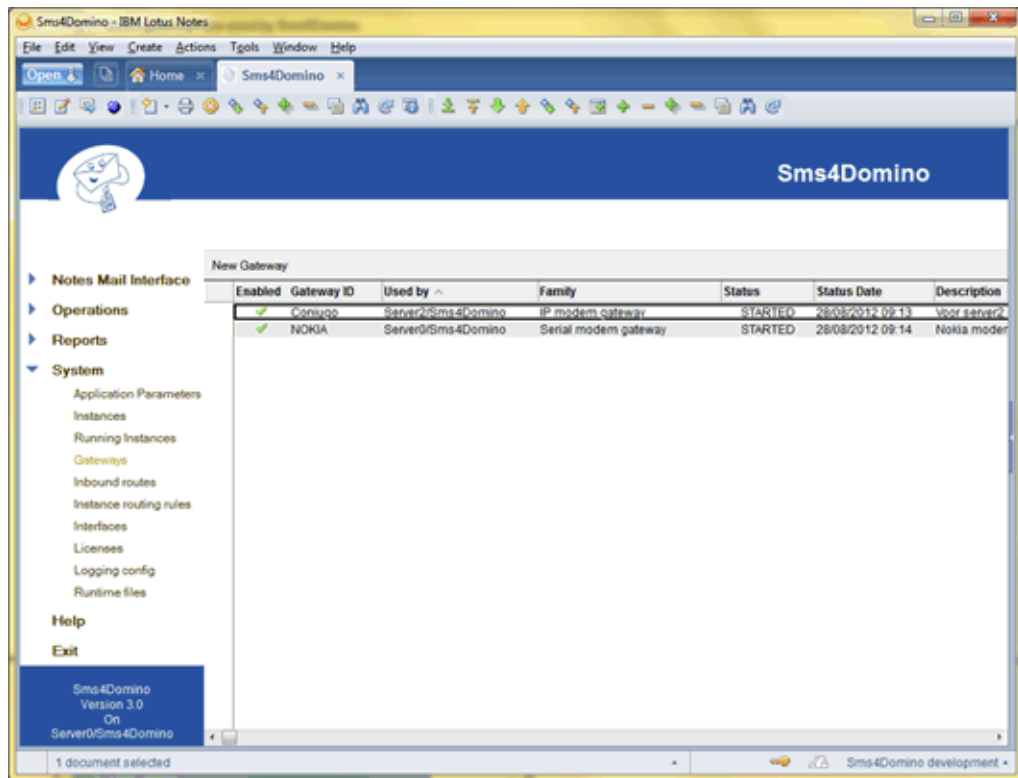 Sms4Domino - IBM Lotus Notes
File Edit View Create Actions Tools Window Help
Open Home Sms4Domino
Sms4Domino
New Gateway
Enabled Gateway ID Used by Family Status Status Date Description
Coniugo Server2/Sms4Domino IP modem gateway STARTED 28/08/2012 09:13 Voor server2
NOKIA Server0/Sms4Domino Serial modem gateway STARTED 28/08/2012 09:14 Nokia moder
Notes Mail Interface
Operations
Reports
System
Application Parameters
Instances
Running Instances
Gateways
Inbound routes
Instance routing rules
Interfaces
Licenses
Logging config
Runtime files
Help
Exit
Sms4Domino
Version 3.0
On
Server0/Sms4Domino
1 document selected
Sms4Domino development